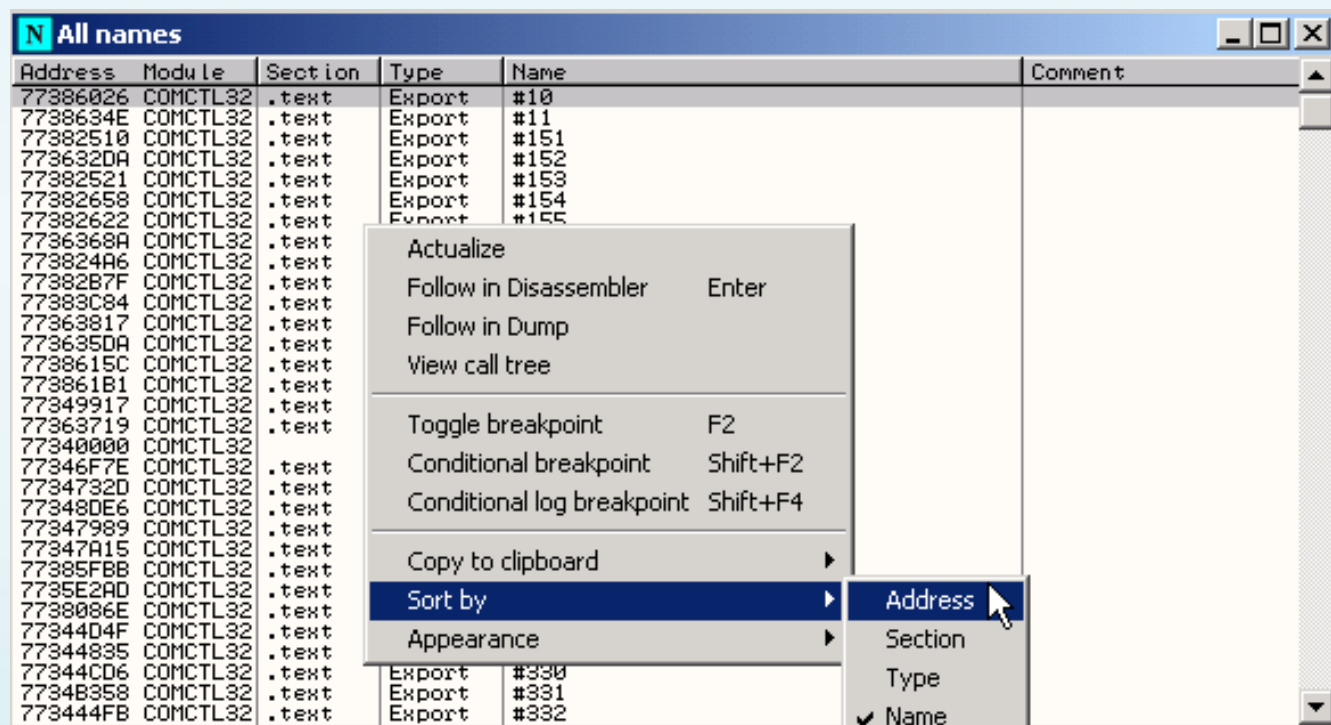 N All names
Address Module Section Type Name Comment
77386026 COMCTL32 .text Export #10
7738634E COMCTL32 .text Export #11
77382510 COMCTL32 .text Export #151
773632DA COMCTL32 .text Export #152
77382521 COMCTL32 .text Export #153
77382658 COMCTL32 .text Export #154
77382622 COMCTL32 .text Export #155
7736368A COMCTL32 .text
773824A6 COMCTL32 .text
77382B7F COMCTL32 .text
77383C84 COMCTL32 .text
77363817 COMCTL32 .text
773635DA COMCTL32 .text
7738615C COMCTL32 .text
773861B1 COMCTL32 .text
77349917 COMCTL32 .text
77363719 COMCTL32 .text
77340000 COMCTL32
77346F7E COMCTL32 .text
7734732D COMCTL32 .text
77348DE6 COMCTL32 .text
77347989 COMCTL32 .text
77347A15 COMCTL32 .text
77385FBB COMCTL32 .text
7735E2AD COMCTL32 .text
7738086E COMCTL32 .text
77344D4F COMCTL32 .text
77344835 COMCTL32 .text
77344CD6 COMCTL32 .text Export #330
7734B358 COMCTL32 .text Export #331
773444FB COMCTL32 .text Export #332
Actualize
Follow in Disassembler Enter
Follow in Dump
View call tree
Toggle breakpoint F2
Conditional breakpoint Shift+F2
Conditional log breakpoint Shift+F4
Copy to clipboard
Sort by
Appearance
Address
Section
Type
Name